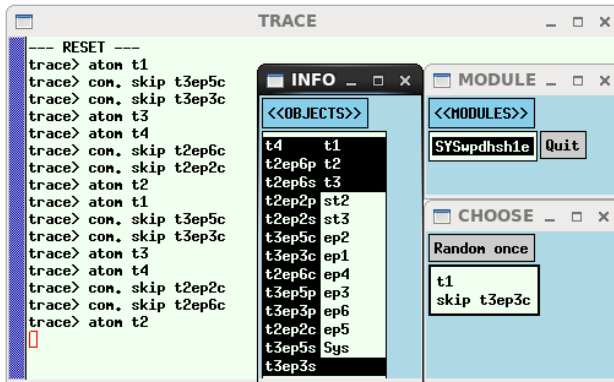 TRACE
--- RESET ---
trace> atom t1
trace> com. skip t3ep5c
trace> com. skip t3ep3c
trace> atom t3
trace> atom t4
trace> com. skip t2ep6c
trace> com. skip t2ep2c
trace> atom t2
trace> atom t1
trace> com. skip t3ep5c
trace> com. skip t3ep3c
trace> atom t3
trace> atom t4
trace> com. skip t2ep2c
trace> com. skip t2ep6c
trace> atom t2
INFO
<<OBJECTS>>
t4 t1
t2ep6p t2
t2ep6s t3
t2ep2p st2
t2ep2s st3
t3ep5c ep2
t3ep3c ep1
t2ep6c ep4
t3ep5p ep3
t3ep3p ep6
t2ep2c ep5
t3ep5s Sys
t3ep3s
MODULE
<<MODULES>>
SYSwpdhsh1e Quit
CHOOSE
Random once
t1
skip t3ep3c